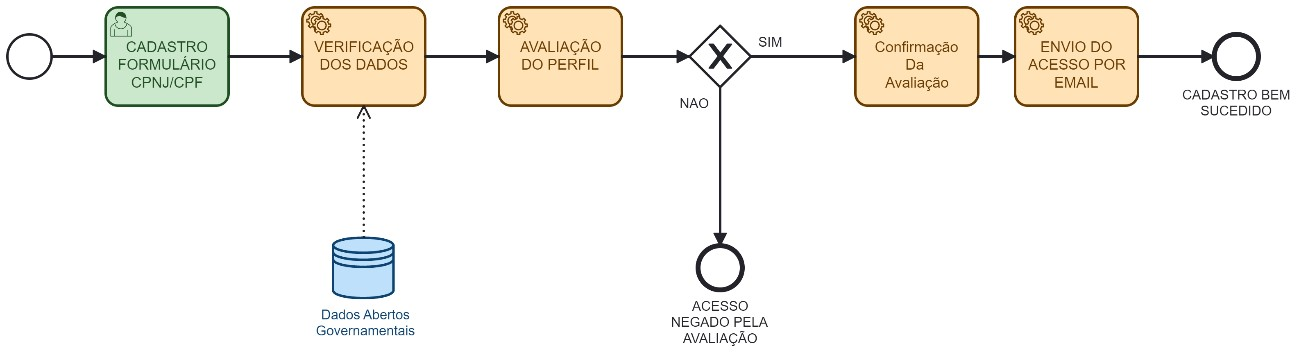 CADASTRO
FORMULÁRIO
CPNJ/CPF
VERIFICAÇÃO
DOS DADOS
AVALIAÇÃO
DO PERFIL
SIM
NAO
Confirmação
Da
Avaliação
ENVIO DO
ACESSO POR
EMAIL
CADASTRO BEM
SUCEDIDO
Dados Abertos
Governamentais
ACESSO
NEGADO PELA
AVALIAÇÃO